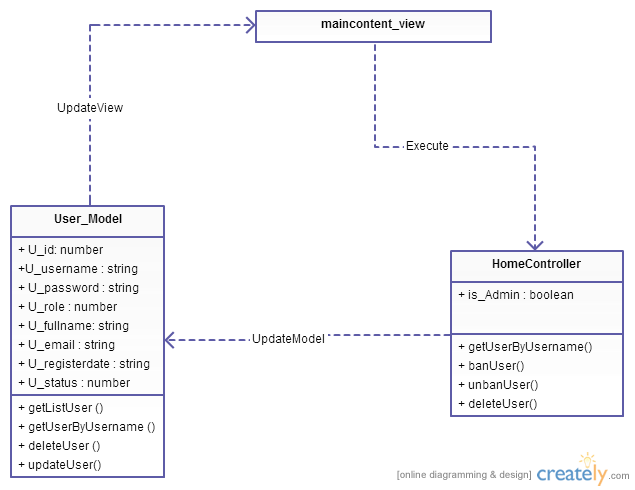 maincontent_view
UpdateView
Execute
User_Model
+ U_id: number
+U_username : string
+ U_password : string
+ U_role : number
+ U_fullname: string
+ U_email : string
+ U_registerdate : string
+ U_status : number
+ getListUser ()
+ getUserByUsername ()
+ deleteUser ()
+ updateUser()
HomeController
+ is_Admin : boolean
+ getUserByUsername()
+ banUser()
+ unbanUser()
+ deleteUser()
UpdateModel
[online diagramming & design] creately.com